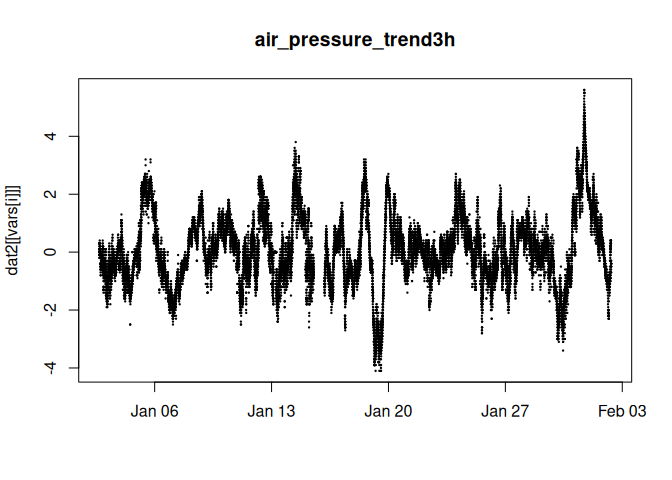 air_pressure_trend3h
dat2[[vars[i]]]
4
2
0
-2
-4
Jan 06
Jan 13
Jan 20
Jan 27
Feb 03